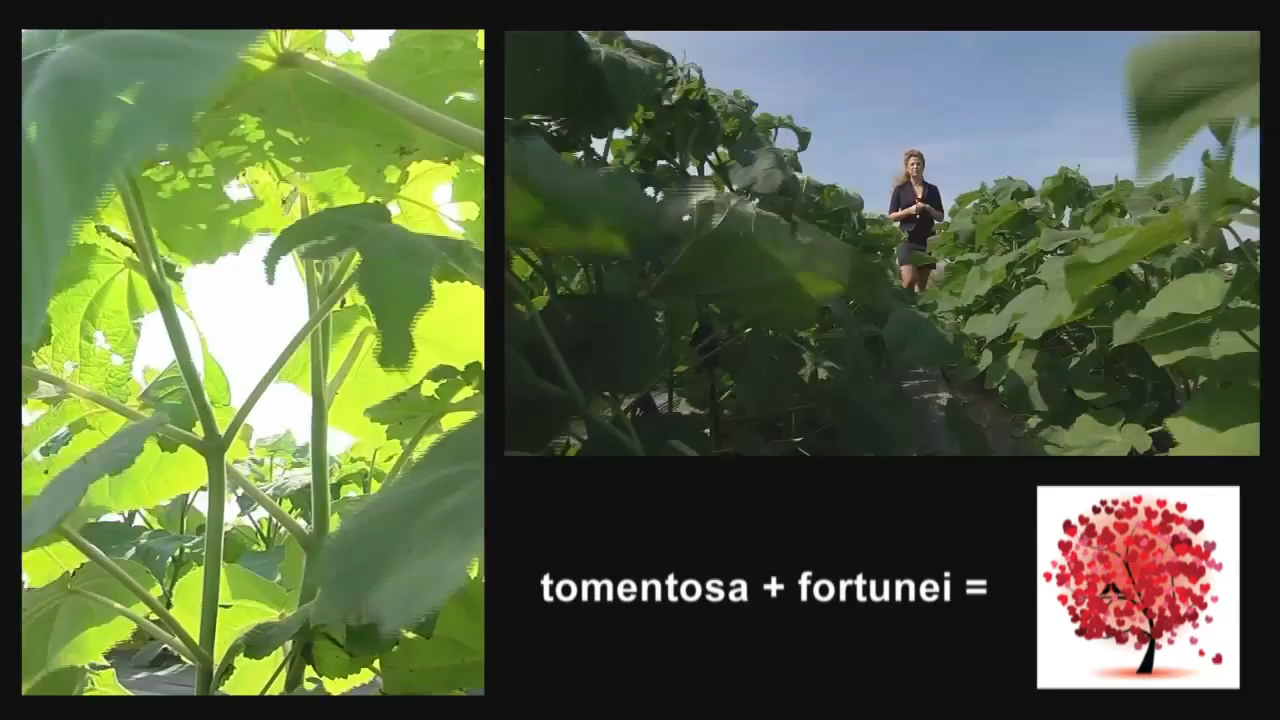 tomentosa + fortunei =